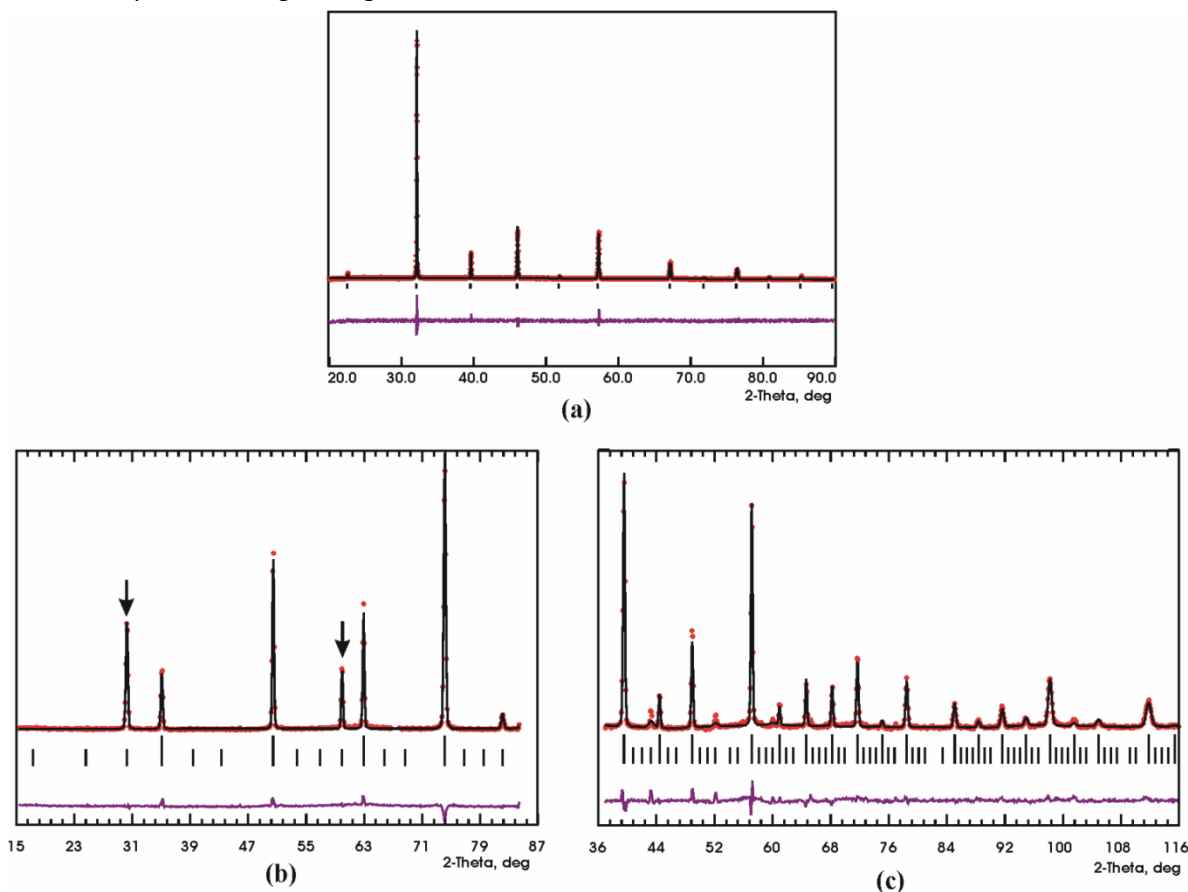 20.0 30.0 40.0 50.0 60.0 70.0 80.0 90.0
2-Theta, deg
(a)
15 23 31 39 47 55 63 71 79 87
2-Theta, deg
(b)
36 44 52 60 68 76 84 92 100 108 116
2-Theta, deg
(c)